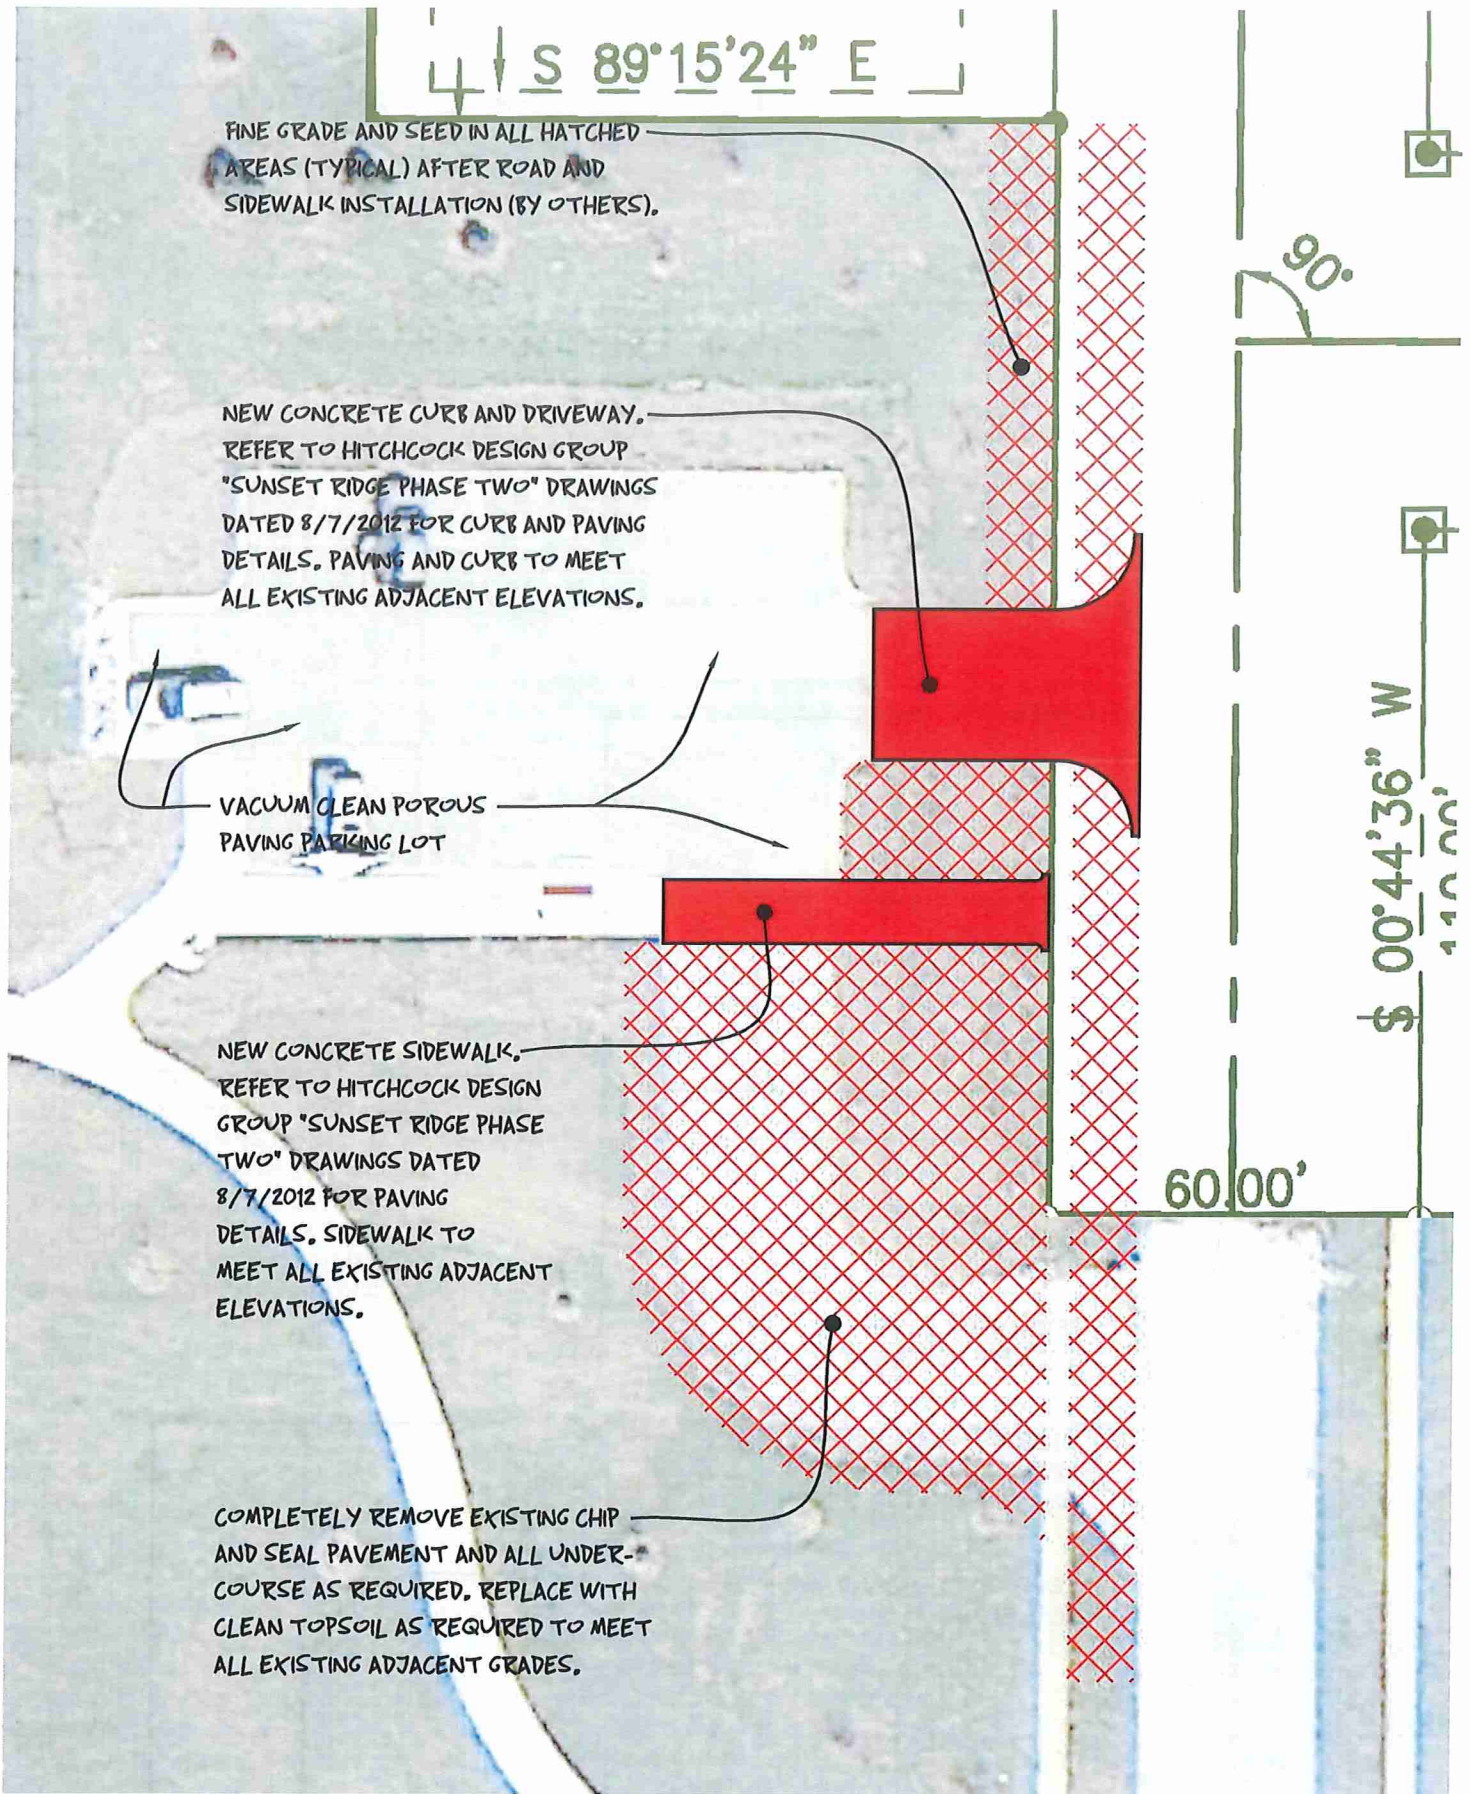 S 89°15'24" E
FINE GRADE AND SEED IN ALL HATCHED
AREAS (TYPICAL) AFTER ROAD AND
SIDEWALK INSTALLATION (BY OTHERS).
90°
NEW CONCRETE CURB AND DRIVEWAY.
REFER TO HITCHCOCK DESIGN GROUP
"SUNSET RIDGE PHASE TWO" DRAWINGS
DATED 8/7/2012 FOR CURB AND PAVING
DETAILS. PAVING AND CURB TO MEET
ALL EXISTING ADJACENT ELEVATIONS.
VACUUM CLEAN POROUS
PAVING PARKING LOT
S 00°44'36" W
NEW CONCRETE SIDEWALK.
REFER TO HITCHCOCK DESIGN
GROUP "SUNSET RIDGE PHASE
TWO" DRAWINGS DATED
8/7/2012 FOR PAVING
DETAILS. SIDEWALK TO
MEET ALL EXISTING ADJACENT
ELEVATIONS.
60.00'
COMPLETELY REMOVE EXISTING CHIP
AND SEAL PAVEMENT AND ALL UNDER-
COURSE AS REQUIRED. REPLACE WITH
CLEAN TOPSOIL AS REQUIRED TO MEET
ALL EXISTING ADJACENT GRADES.